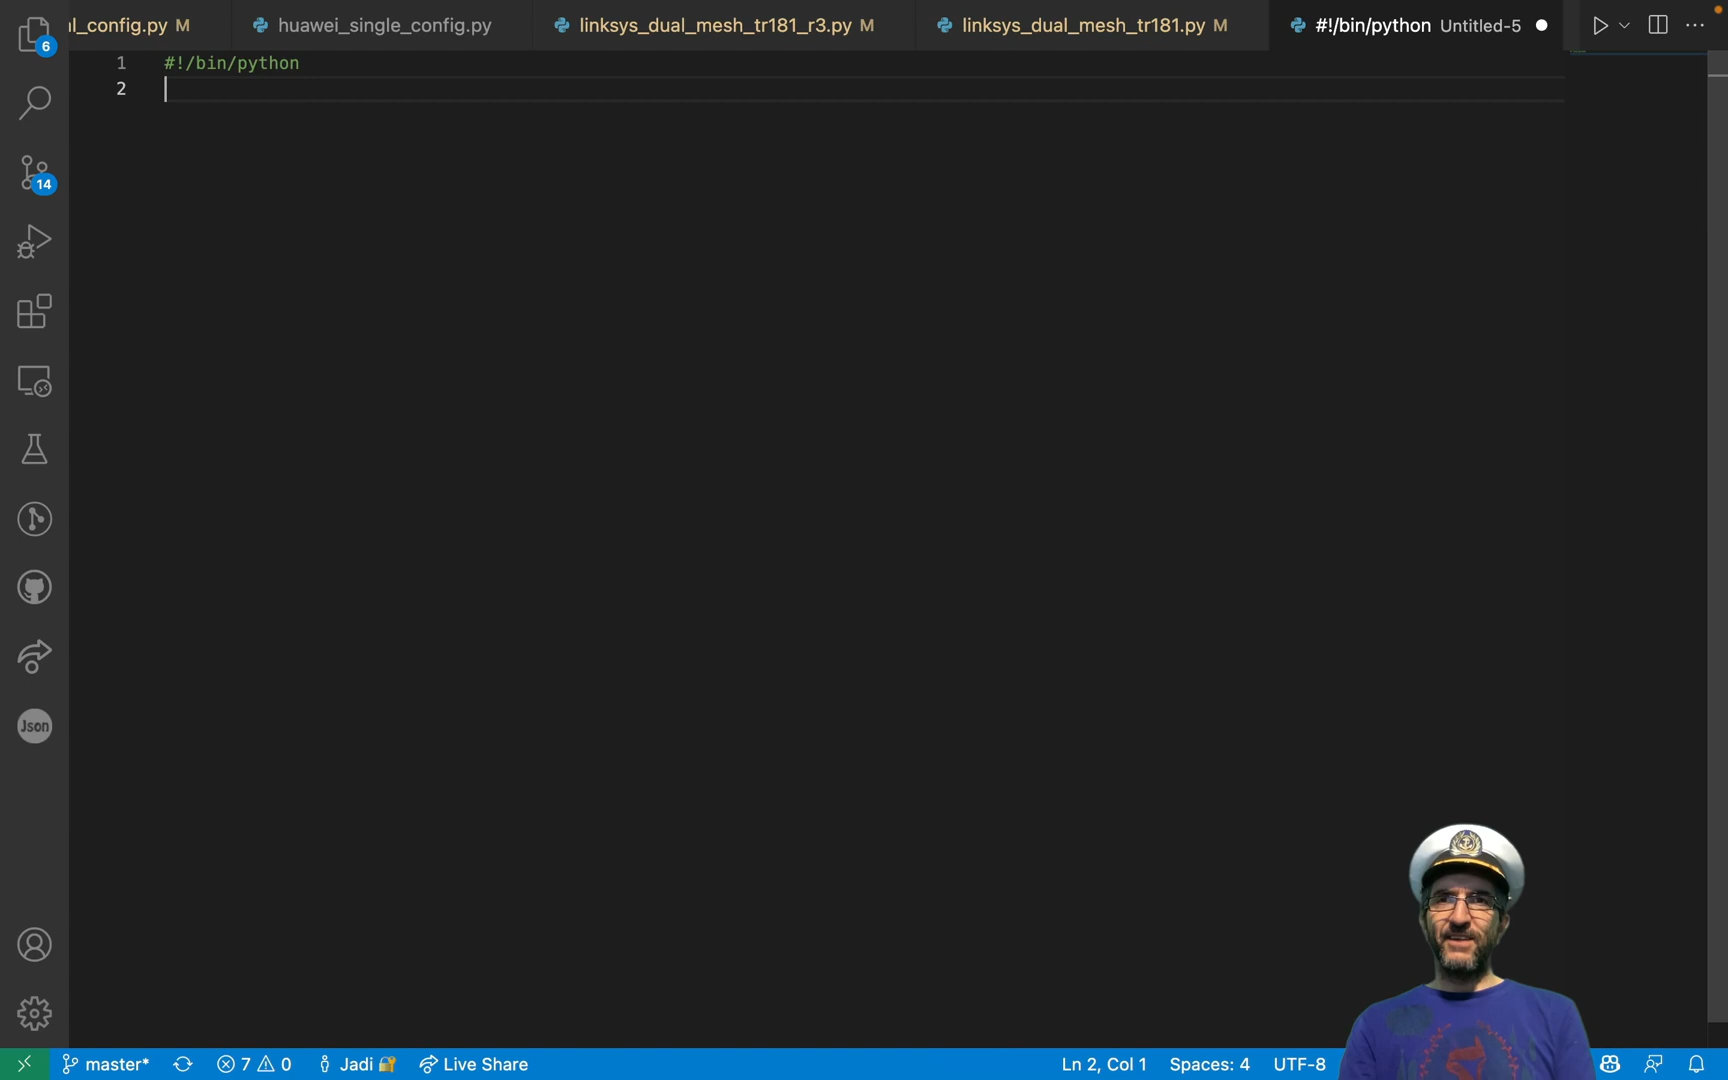 l_config.py M
huawei_single_config.py
linksys_dual_mesh_tr181_r3.py M
linksys_dual_mesh_tr181.py M
#!/bin/python Untitled-5
6
1 #!/bin/python
2
14
Json
master*
7 0
Jadi
Live Share
Ln 2, Col 1
Spaces: 4
UTF-8